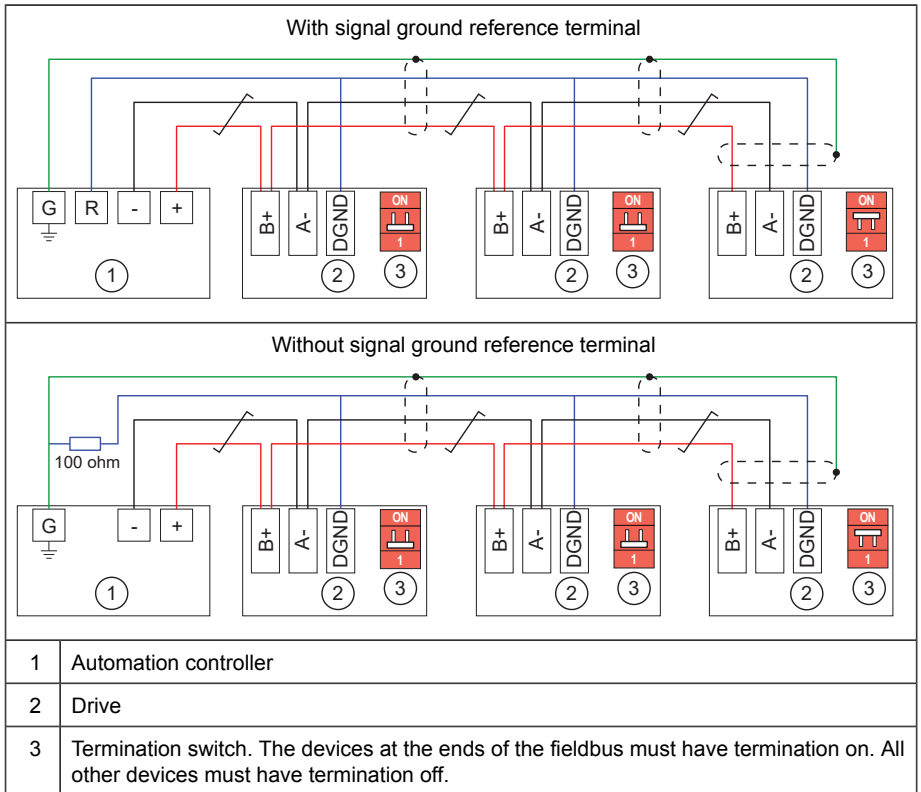 With signal ground reference terminal
G R - + B+ A- DGND ON 1 B+ A- DGND ON 1 B+ A- DGND ON 1
1 2 3 2 3 2 3
Without signal ground reference terminal
100 ohm
G - + B+ A- DGND ON 1 B+ A- DGND ON 1 B+ A- DGND ON 1
1 2 3 2 3 2 3
1 Automation controller
2 Drive
3 Termination switch. The devices at the ends of the fieldbus must have termination on. All
other devices must have termination off.